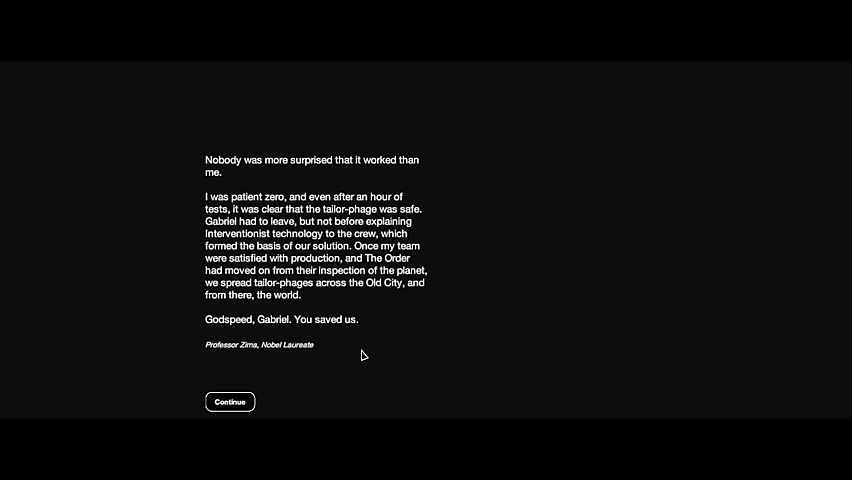 Nobody was more surprised that it worked than
me.
I was patient zero, and even after an hour of
tests, it was clear that the tailor-phage was safe.
Gabriel had to leave, but not before explaining
Interventionist technology to the crew, which
formed the basis of our solution. Once my team
were satisfied with production, and The Order
had moved on from their inspection of the planet,
we spread tailor-phages across the Old City, and
from there, the world.
Godspeed, Gabriel. You saved us.
Professor Zima, Nobel Laureate
Continue